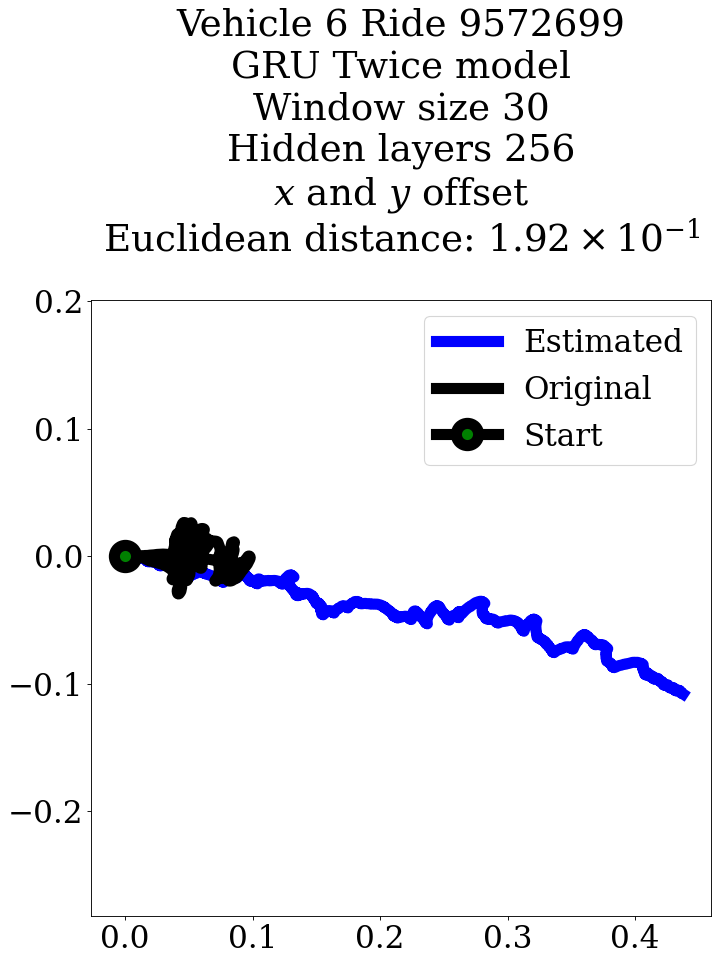 Vehicle 6 Ride 9572699
GRU Twice model
Window size 30
Hidden layers 256
x and y offset
Euclidean distance: 1.92 × 10⁻¹
0.2
0.1
0.0
−0.1
−0.2
Estimated
Original
Start
0.0 0.1 0.2 0.3 0.4